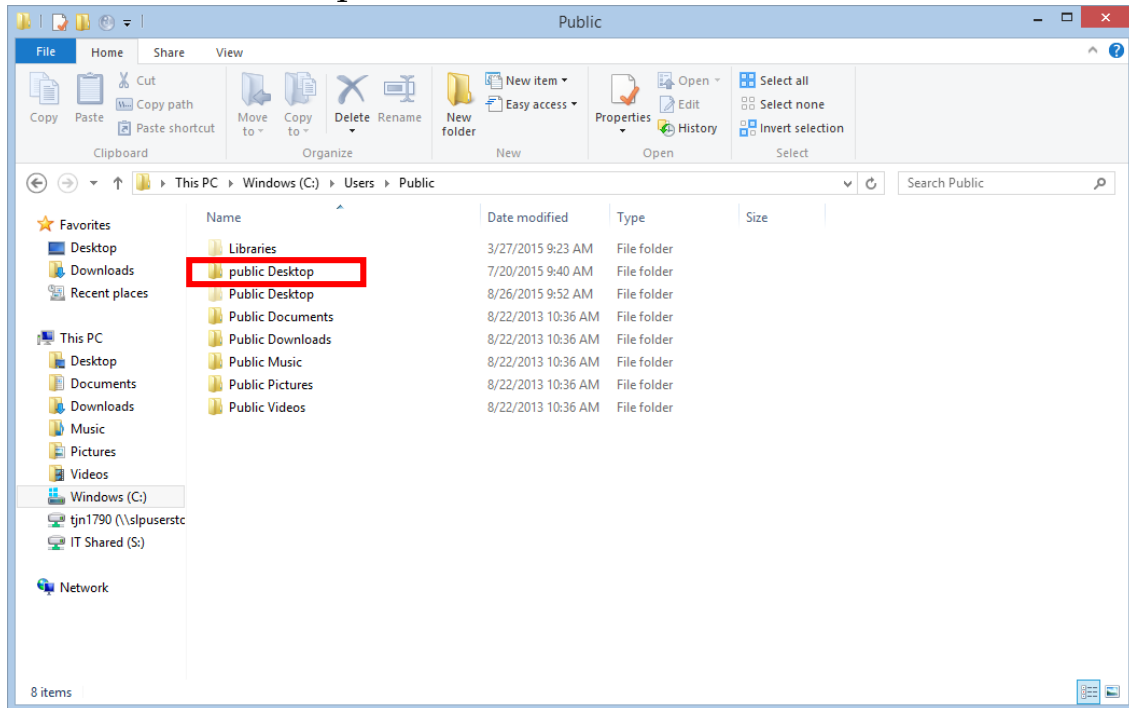 Public
File Home Share View
Copy
Paste
Cut
Copy path
Paste shortcut
Clipboard
Move to
Copy to
Delete
Rename
Organize
New folder
New item
Easy access
New
Properties
Open
Edit
History
Open
Select all
Select none
Invert selection
Select
This PC Windows (C:) Users Public
Search Public
Favorites
Desktop
Downloads
Recent places
This PC
Desktop
Documents
Downloads
Music
Pictures
Videos
Windows (C:)
tjn1790 (\\slpuserstc
IT Shared (S:)
Network
Name Date modified Type Size
Libraries 3/27/2015 9:23 AM File folder
public Desktop 7/20/2015 9:40 AM File folder
Public Desktop 8/26/2015 9:52 AM File folder
Public Documents 8/22/2013 10:36 AM File folder
Public Downloads 8/22/2013 10:36 AM File folder
Public Music 8/22/2013 10:36 AM File folder
Public Pictures 8/22/2013 10:36 AM File folder
Public Videos 8/22/2013 10:36 AM File folder
8 items